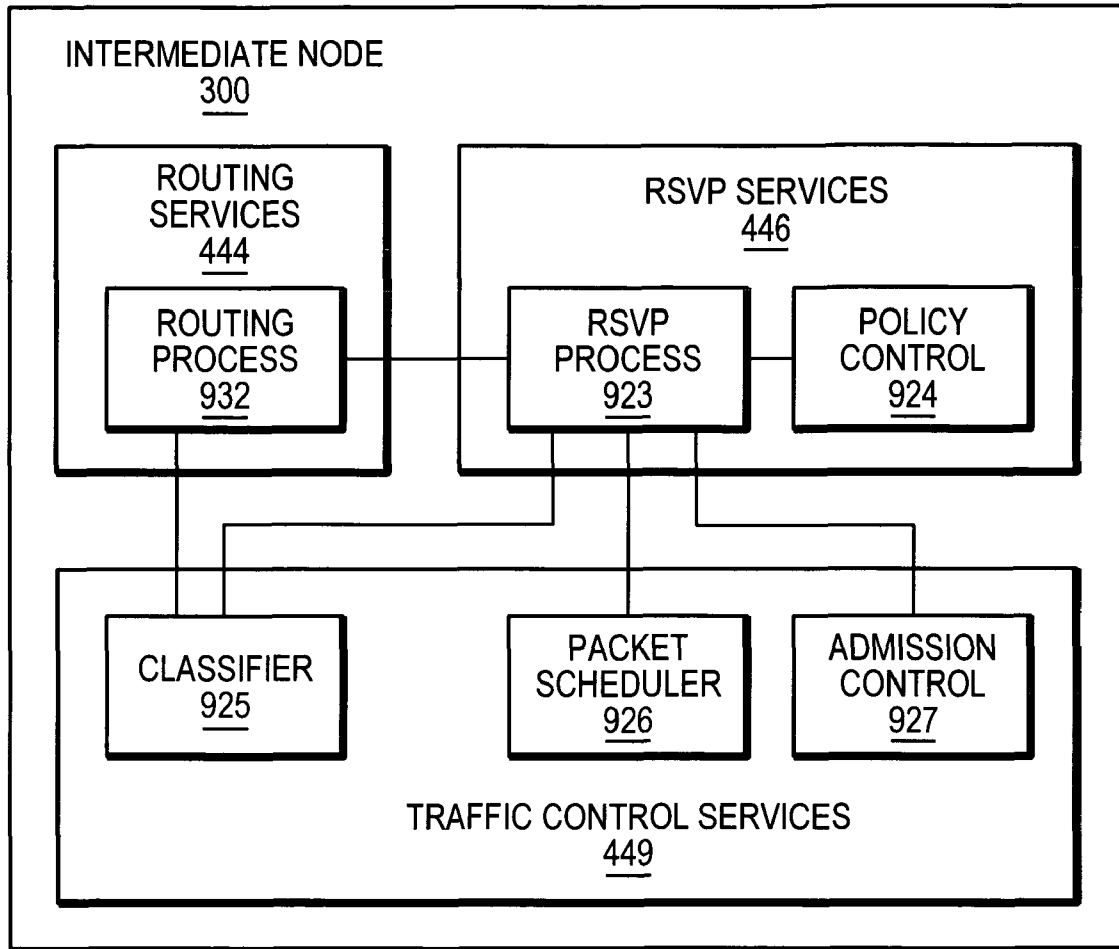 INTERMEDIATE NODE
300
ROUTING
SERVICES
444
ROUTING
PROCESS
932
RSVP SERVICES
446
RSVP
PROCESS
923
POLICY
CONTROL
924
CLASSIFIER
925
PACKET
SCHEDULER
926
ADMISSION
CONTROL
927
TRAFFIC CONTROL SERVICES
449